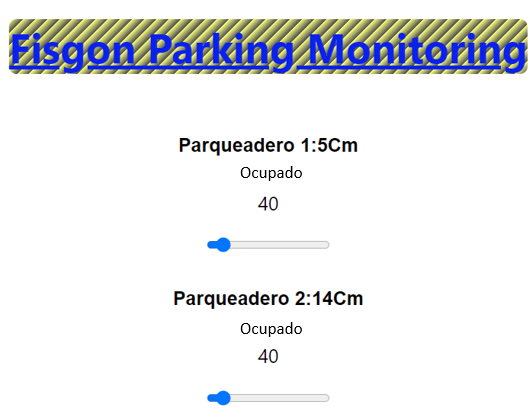 Fisgon Parking Monitoring
Parqueadero 1:5Cm
Ocupado
40
Parqueadero 2:14Cm
Ocupado
40